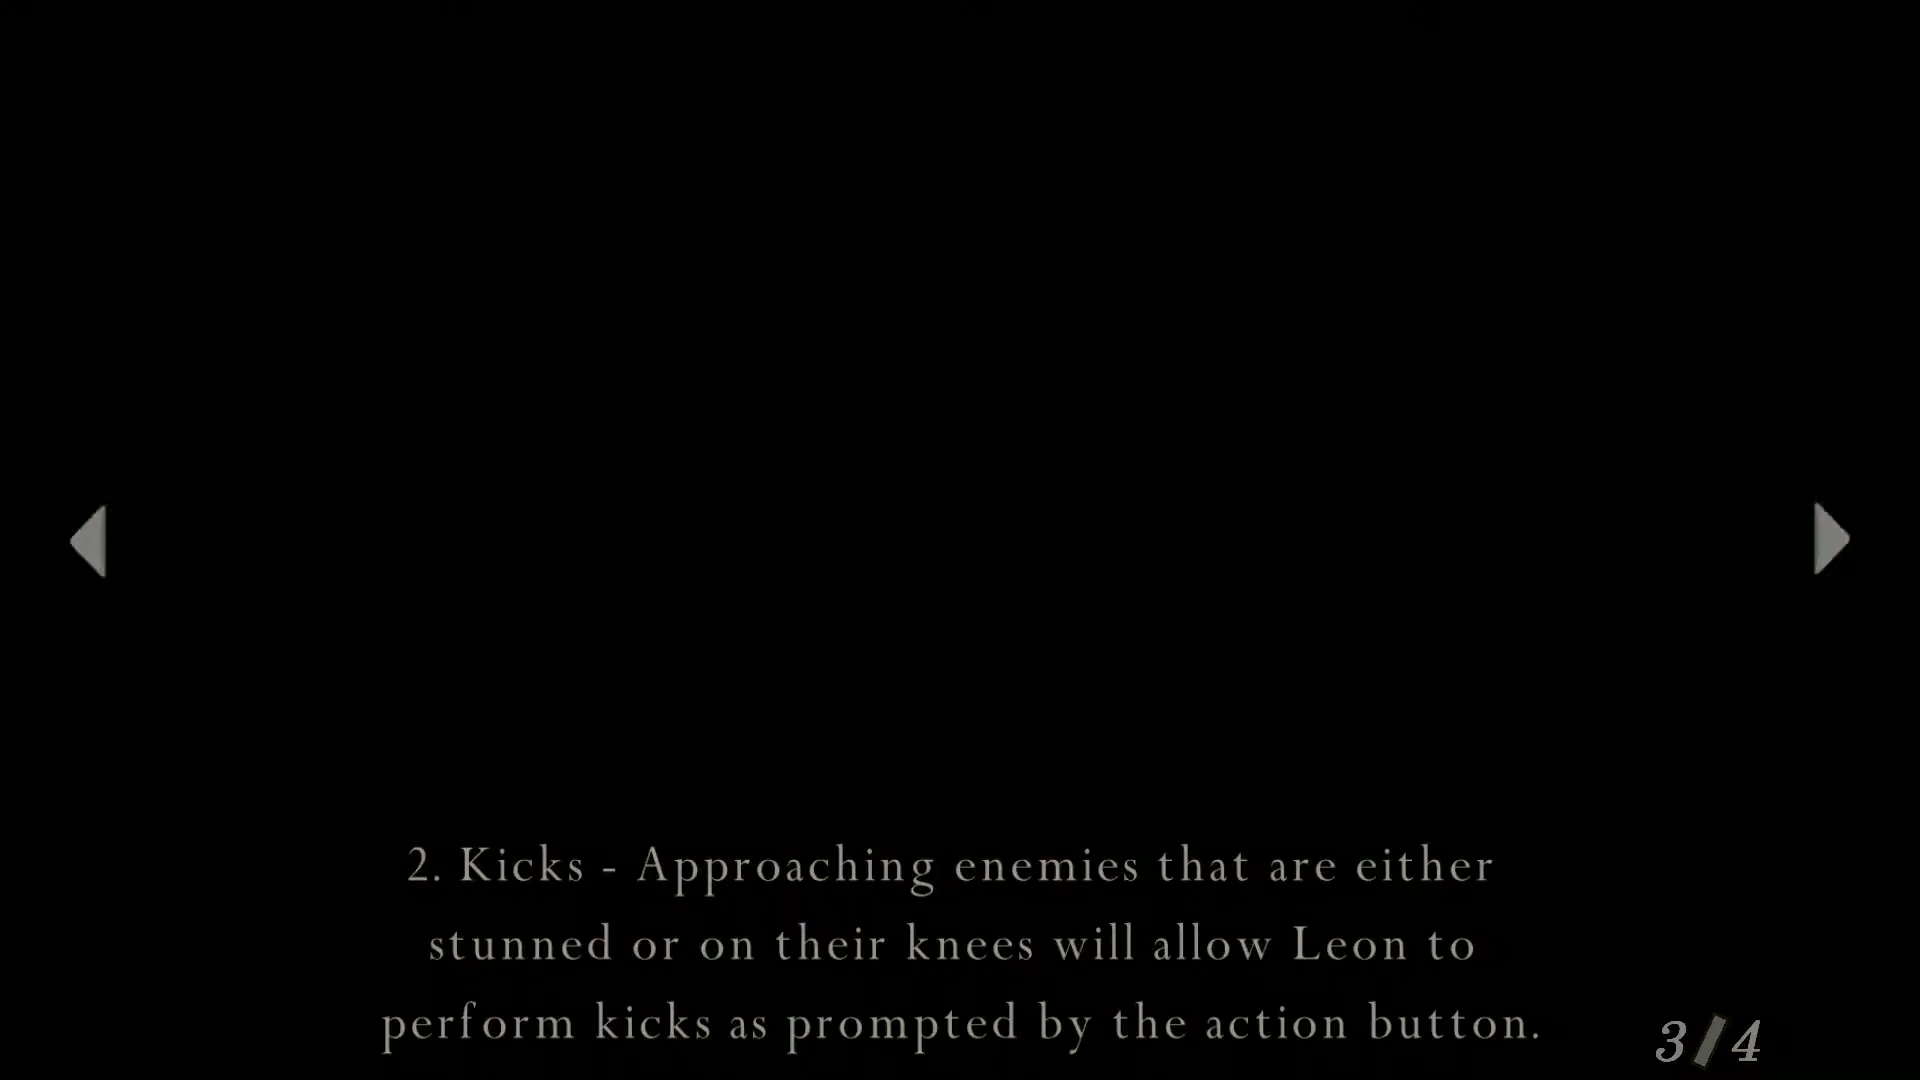 2. Kicks - Approaching enemies that are either
stunned or on their knees will allow Leon to
perform kicks as prompted by the action button.
3/4